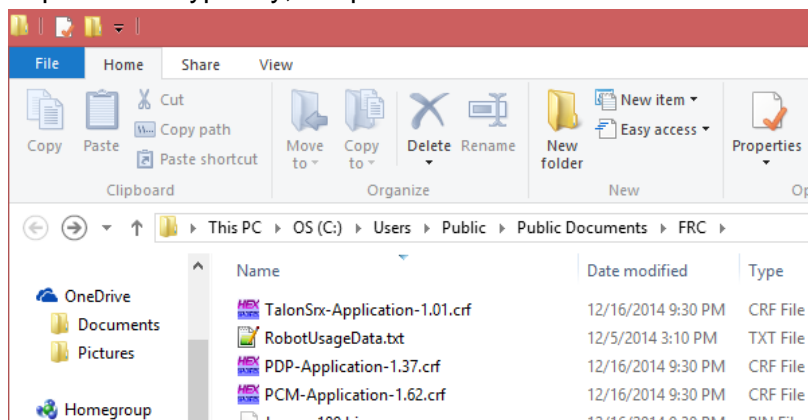 File Home Share View
Cut
Copy path
Paste shortcut
Copy Paste
Move to
Copy to
Delete Rename
New folder
New item
Easy access
Properties
Clipboard Organize New
This PC OS (C:) Users Public Public Documents FRC
Name Date modified Type
OneDrive
Documents
Pictures
Homegroup
TalonSrx-Application-1.01.crf 12/16/2014 9:30 PM CRF File
RobotUsageData.txt 12/5/2014 3:10 PM TXT File
PDP-Application-1.37.crf 12/16/2014 9:30 PM CRF File
PCM-Application-1.62.crf 12/16/2014 9:30 PM CRF File